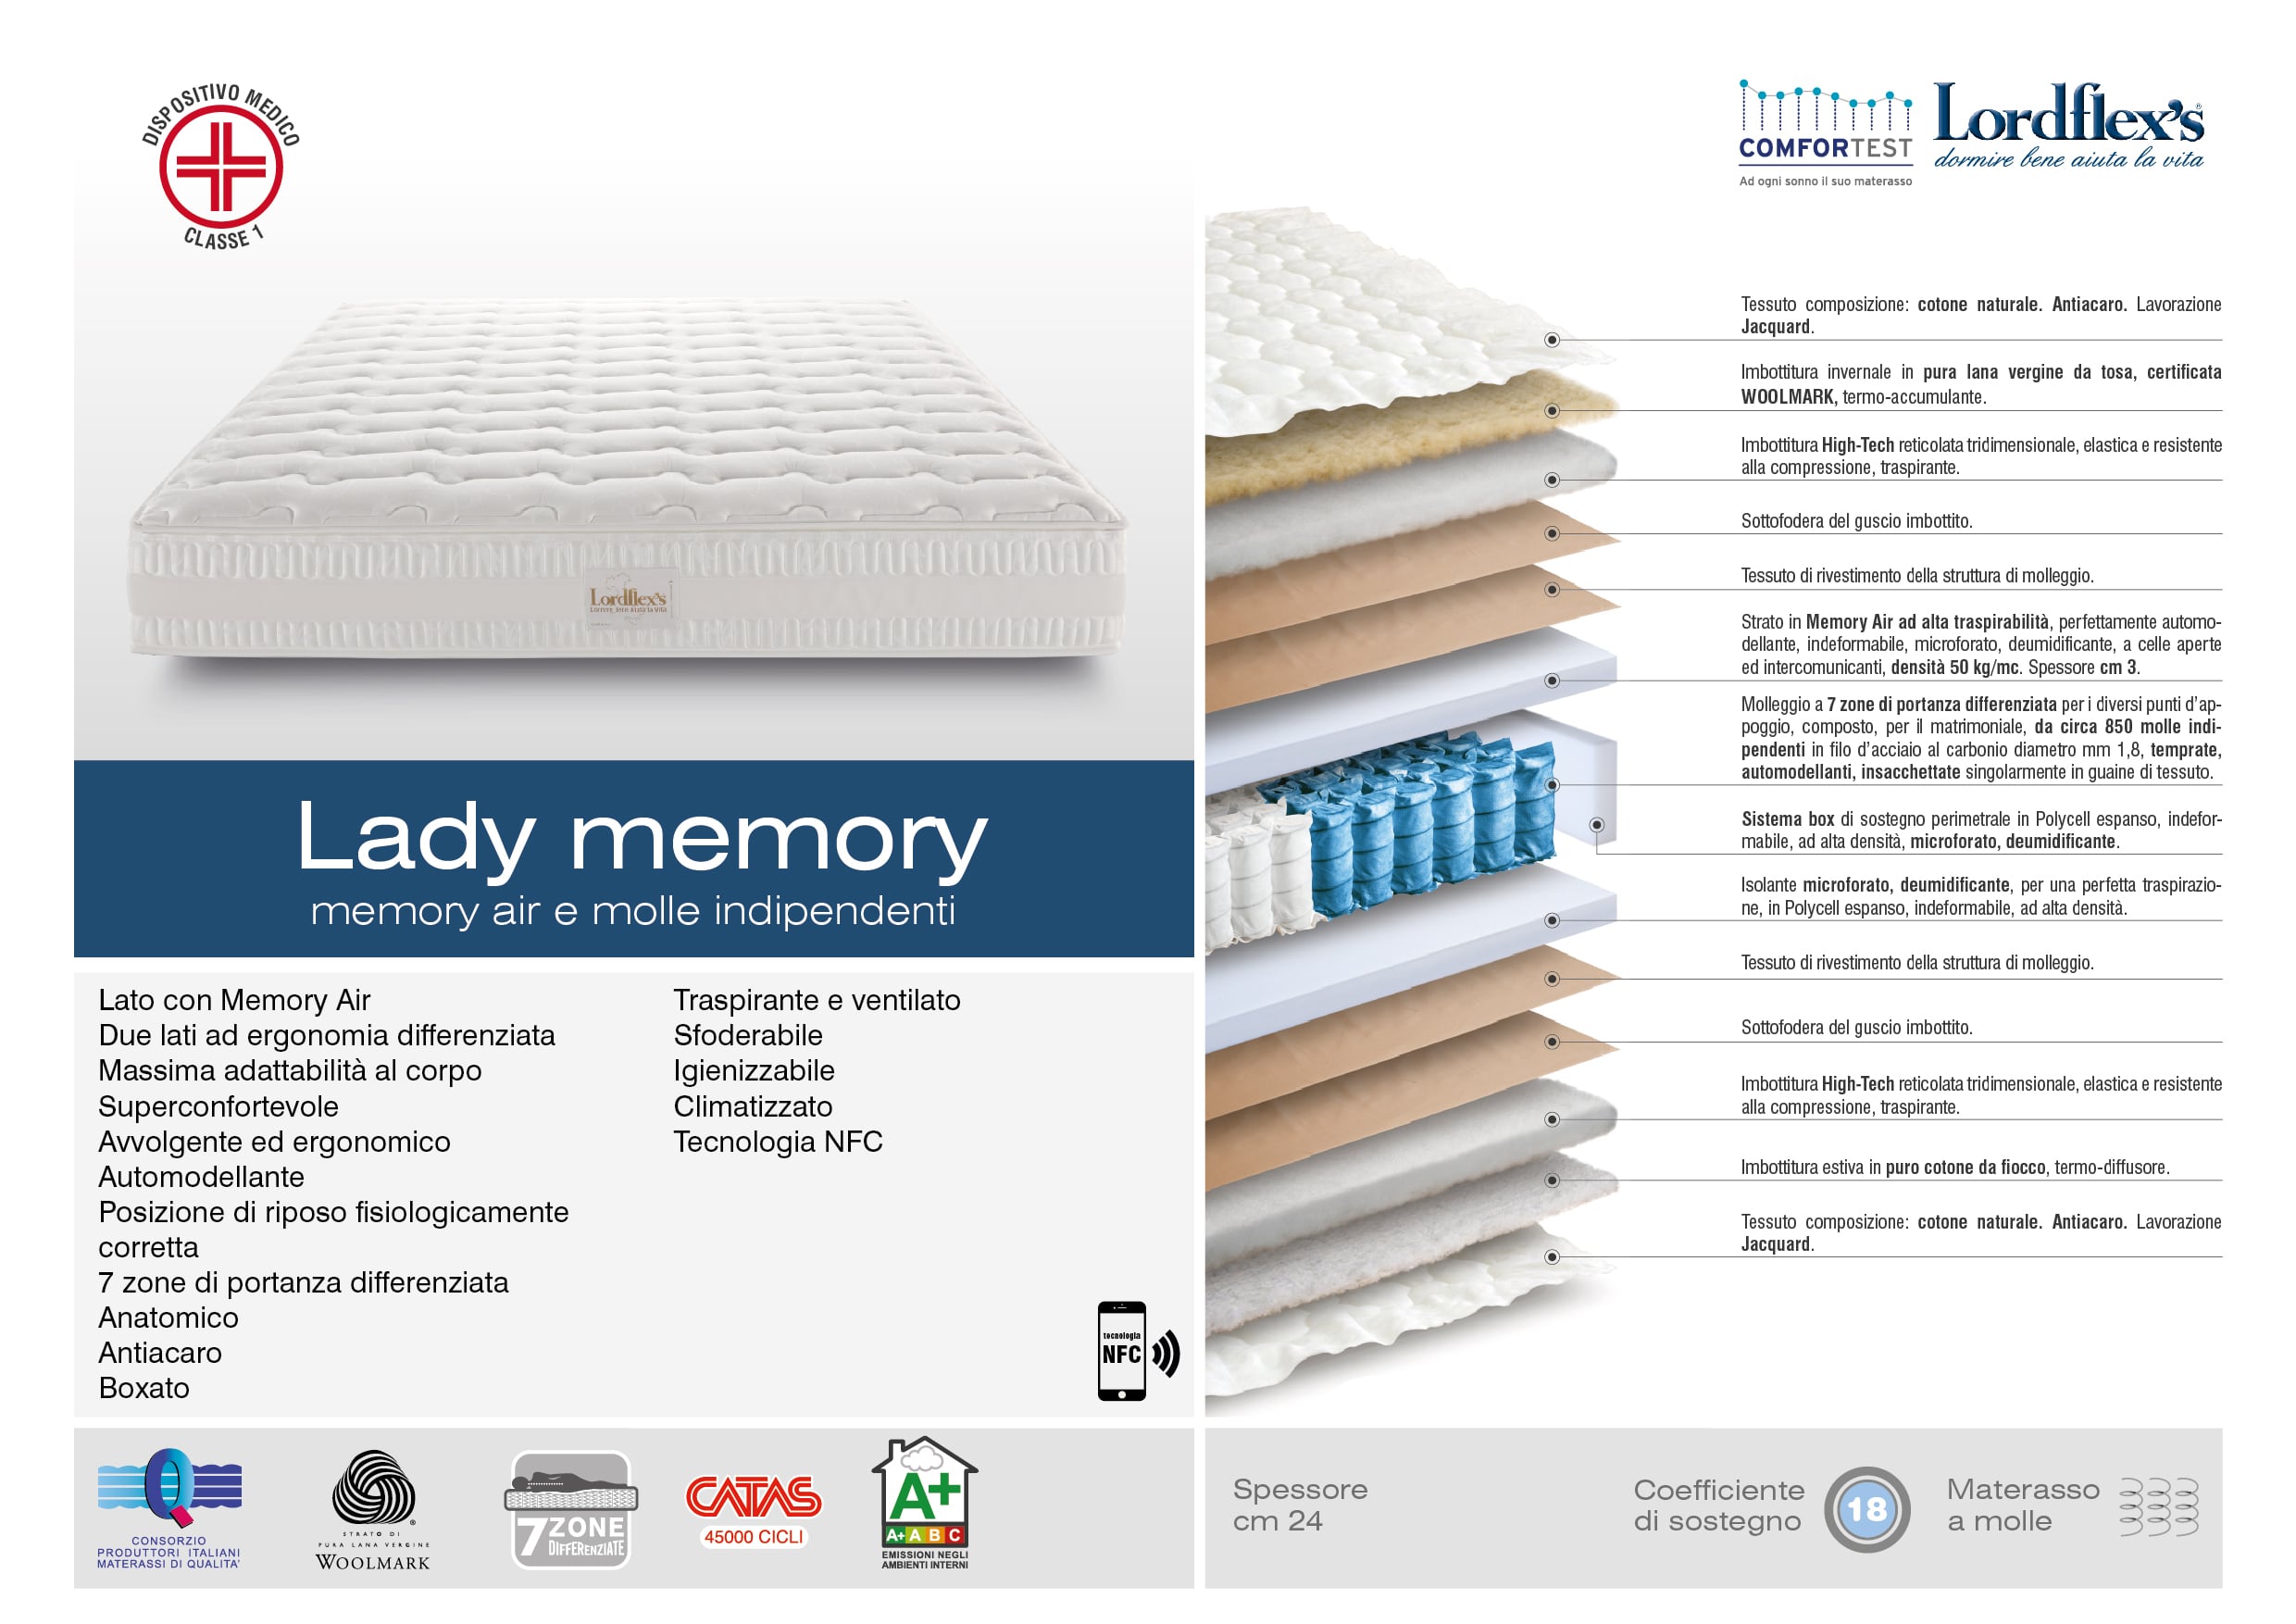 DISPOSITIVO MEDICO
CLASSE 1
COMFORTEST
Ad ogni sonno il suo materasso
Lordflex's
dormire bene aiuta la vita
Lordflex's
Lady memory
memory air e molle indipendenti
Lato con Memory Air
Due lati ad ergonomia differenziata
Massima adattabilità al corpo
Superconfortevole
Avvolgente ed ergonomico
Automodellante
Posizione di riposo fisiologicamente
corretta
7 zone di portanza differenziata
Anatomico
Antiacaro
Boxato
Traspirante e ventilato
Sfoderabile
Igienizzabile
Climatizzato
Tecnologia NFC
tecnologia
NFC
Tessuto composizione: cotone naturale. Antiacaro. Lavorazione
Jacquard.
Imbottitura invernale in pura lana vergine da tosa, certificata
WOOLMARK, termo-accumulante.
Imbottitura High-Tech reticolata tridimensionale, elastica e resistente
alla compressione, traspirante.
Sottofodera del guscio imbottito.
Tessuto di rivestimento della struttura di molleggio.
Strato in Memory Air ad alta traspirabilità, perfettamente automo-
dellante, indeformabile, microforato, deumidificante, a celle aperte
ed intercomunicanti, densità 50 kg/mc. Spessore cm 3.
Molleggio a 7 zone di portanza differenziata per i diversi punti d'ap-
poggio, composto, per il matrimoniale, da circa 850 molle indi-
pendenti in filo d'acciaio al carbonio diametro mm 1,8, temprate,
automodellanti, insacchettate singolarmente in guaine di tessuto.
Sistema box di sostegno perimetrale in Polycell espanso, indefor-
mabile, ad alta densità, microforato, deumidificante.
Isolante microforato, deumidificante, per una perfetta traspirazio-
ne, in Polycell espanso, indeformabile, ad alta densità.
Tessuto di rivestimento della struttura di molleggio.
Sottofodera del guscio imbottito.
Imbottitura High-Tech reticolata tridimensionale, elastica e resistente
alla compressione, traspirante.
Imbottitura estiva in puro cotone da fiocco, termo-diffusore.
Tessuto composizione: cotone naturale. Antiacaro. Lavorazione
Jacquard.
CONSORZIO
PRODUTTORI ITALIANI
MATERASSI DI QUALITA'
STRATO DI
PURA LANA VERGINE
WOOLMARK
7 ZONE
DIFFERENZIATE
CATAS
45000 CICLI
A+
A+ A B C
EMISSIONI NEGLI
AMBIENTI INTERNI
Spessore
cm 24
Coefficiente
di sostegno
18
Materasso
a molle